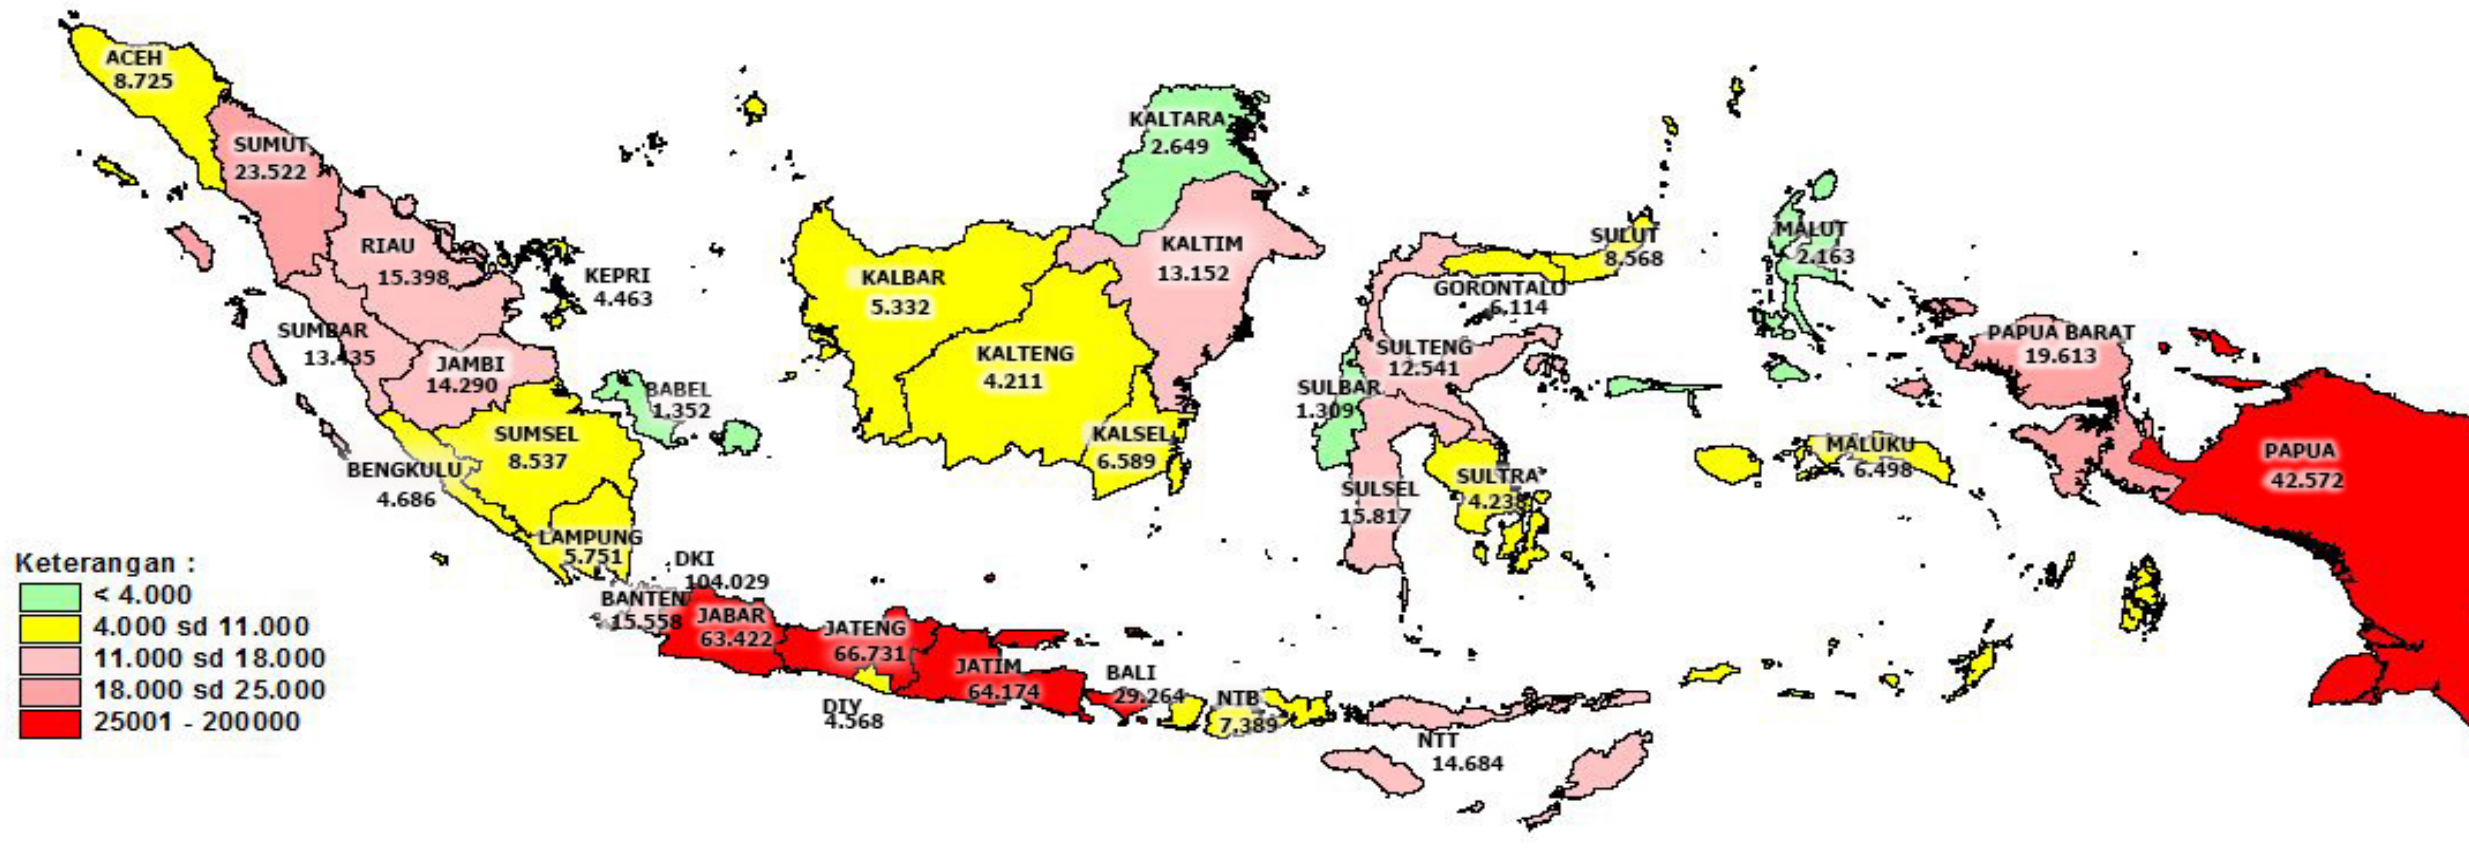 ACEH
8.725
SUMUT
23.522
RIAU
15.398
KEPRI
4.463
SUMBAR
13.435
JAMBI
14.290
BABEL
1.352
SUMSEL
8.537
BENGKULU
4.686
LAMPUNG
5.751
DKI
104.029
BANTEN
15.558
JABAR
63.422
JATENG
66.731
DIY
4.568
JATIM
64.174
BALI
29.264
NTB
7.389
NTT
14.684
KALTARA
2.649
KALTIM
13.152
KALBAR
5.332
KALTENG
4.211
KALSEL
6.589
SULUT
8.568
GORONTALO
6.114
SULTENG
12.541
SULBAR
1.309
SULSEL
15.817
SULTRA
4.238
MALUT
2.163
MALUKU
6.498
PAPUA BARAT
19.613
PAPUA
42.572
Keterangan :
< 4.000
4.000 sd 11.000
11.000 sd 18.000
18.000 sd 25.000
25001 - 200000